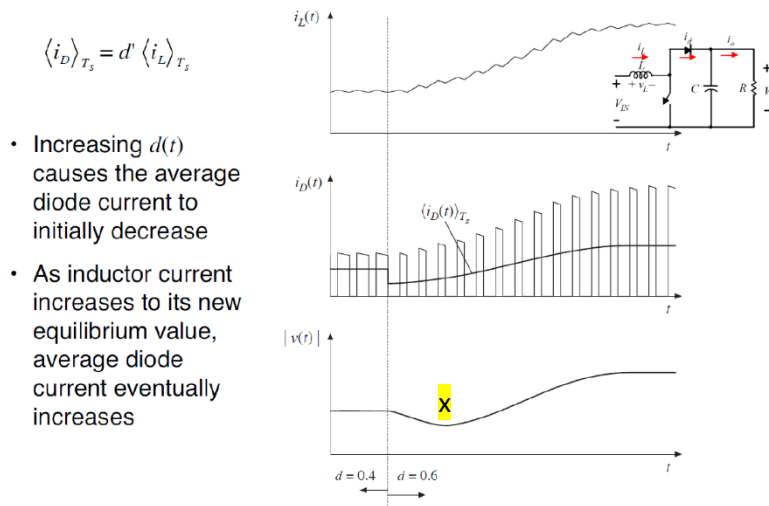 ⟨i_D⟩_{T_s} = d' ⟨i_L⟩_{T_s}
• Increasing d(t)
causes the average
diode current to
initially decrease
• As inductor current
increases to its new
equilibrium value,
average diode
current eventually
increases
i_L(t)
i_L
i_d
i_o
L
+ v_L −
+
V_IN
−
C
R
+
V
−
t
i_D(t)
⟨i_D(t)⟩_{T_s}
t
| v(t) |
X
t
d = 0.4
d = 0.6